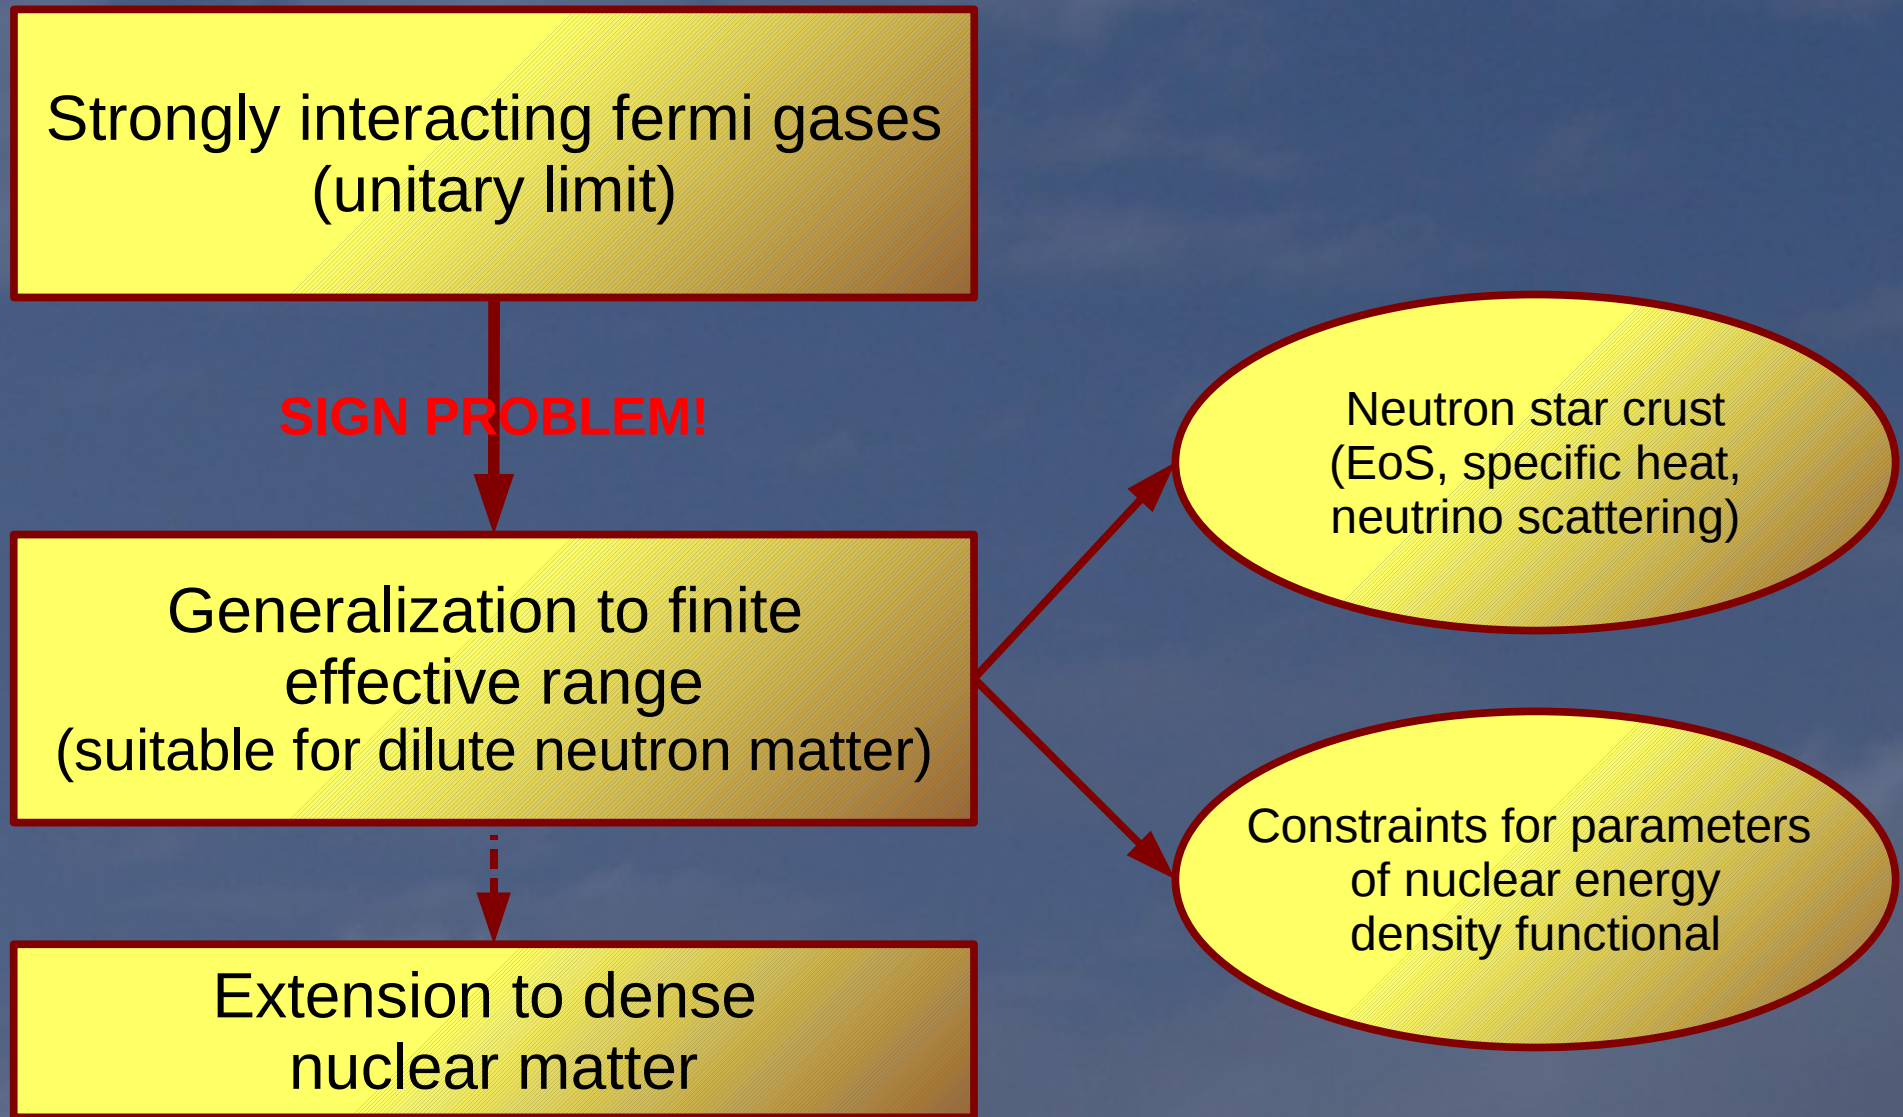 Strongly interacting fermi gases
(unitary limit)
SIGN PROBLEM!
Generalization to finite
effective range
(suitable for dilute neutron matter)
Extension to dense
nuclear matter
Neutron star crust
(EoS, specific heat,
neutrino scattering)
Constraints for parameters
of nuclear energy
density functional